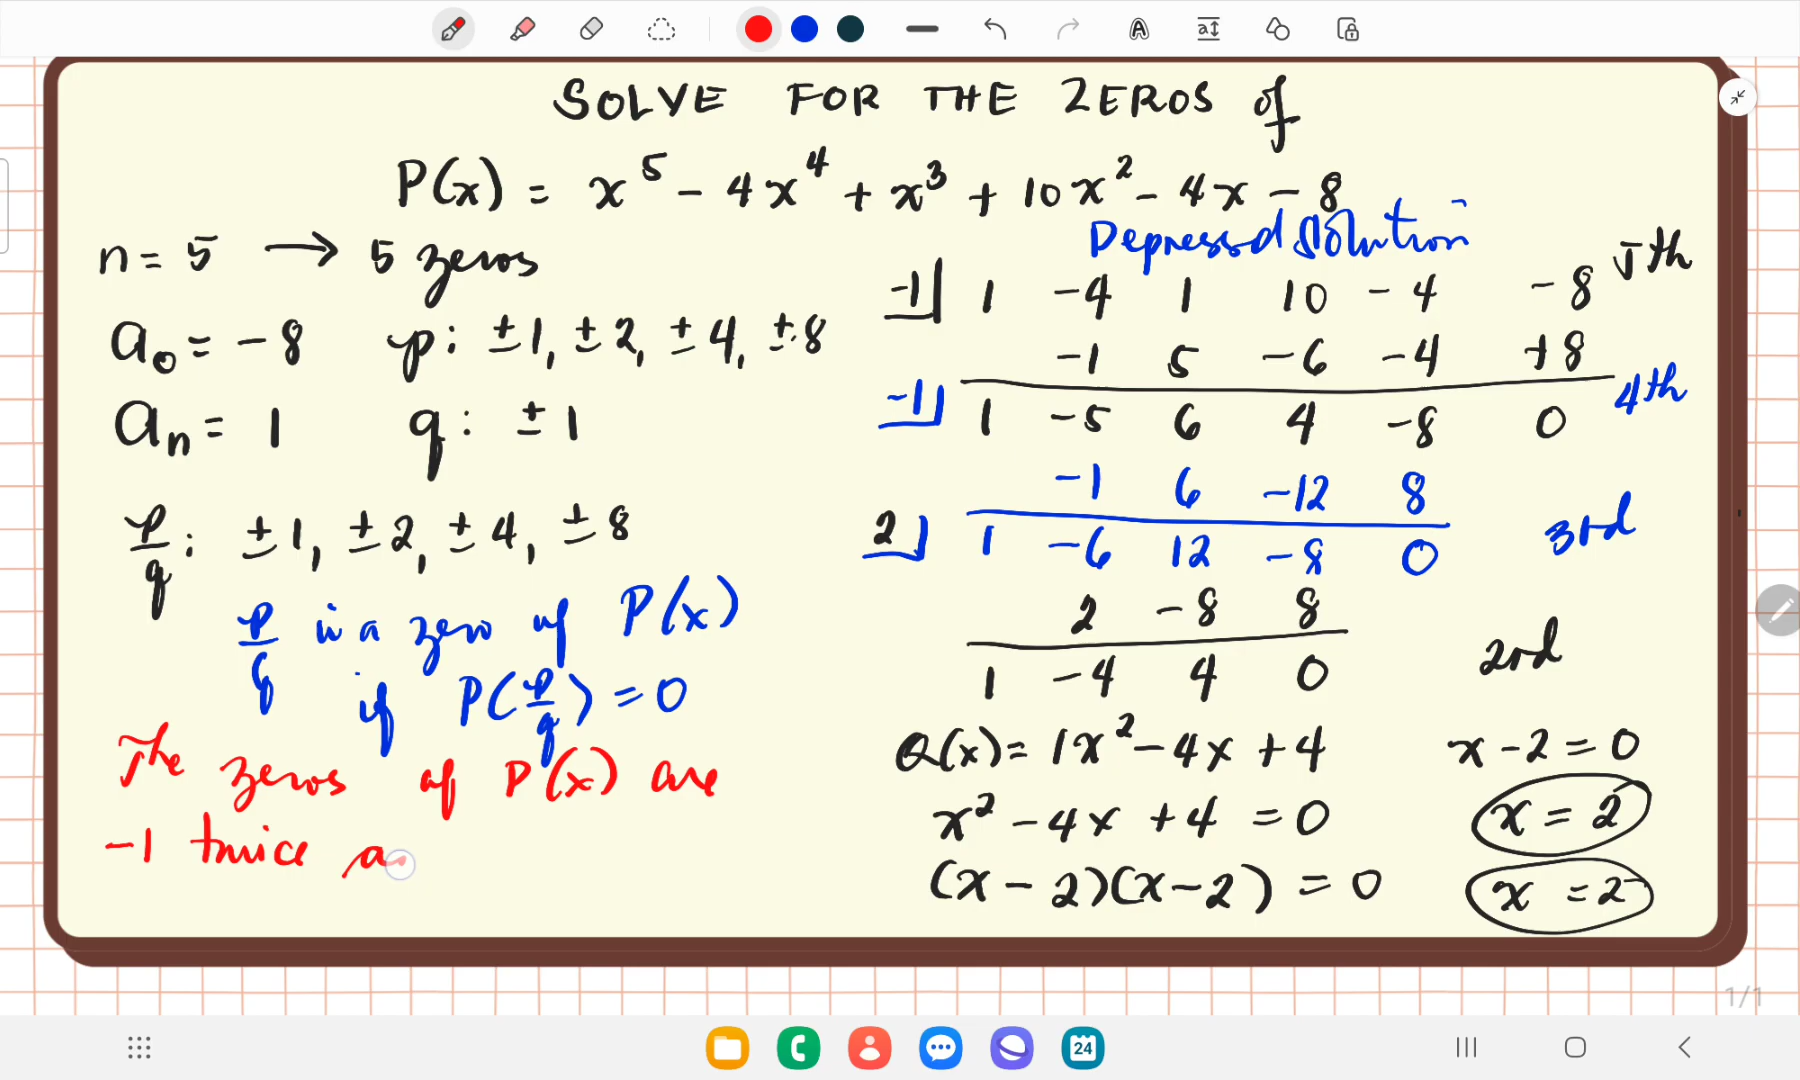 SOLVE FOR THE ZEROS of
P(x) = x⁵ - 4x⁴ + x³ + 10x² - 4x - 8
n = 5 → 5 zeros
a₀ = -8 p: ±1, ±2, ±4, ±8
aₙ = 1 q: ±1
p/q: ±1, ±2, ±4, ±8
p/q is a zero of P(x)
if P(p/q) = 0
The zeros of P(x) are
-1 twice a
Depressed solution
-1| 1 -4 1 10 -4 -8 5th
-1 5 -6 -4 +8
-1| 1 -5 6 4 -8 0 4th
-1 6 -12 8
2| 1 -6 12 -8 0 3rd
2 -8 8
1 -4 4 0 2rd
Q(x) = 1x² - 4x + 4 x - 2 = 0
x² - 4x + 4 = 0 x = 2
(x - 2)(x - 2) = 0 x = 2
1/1
24